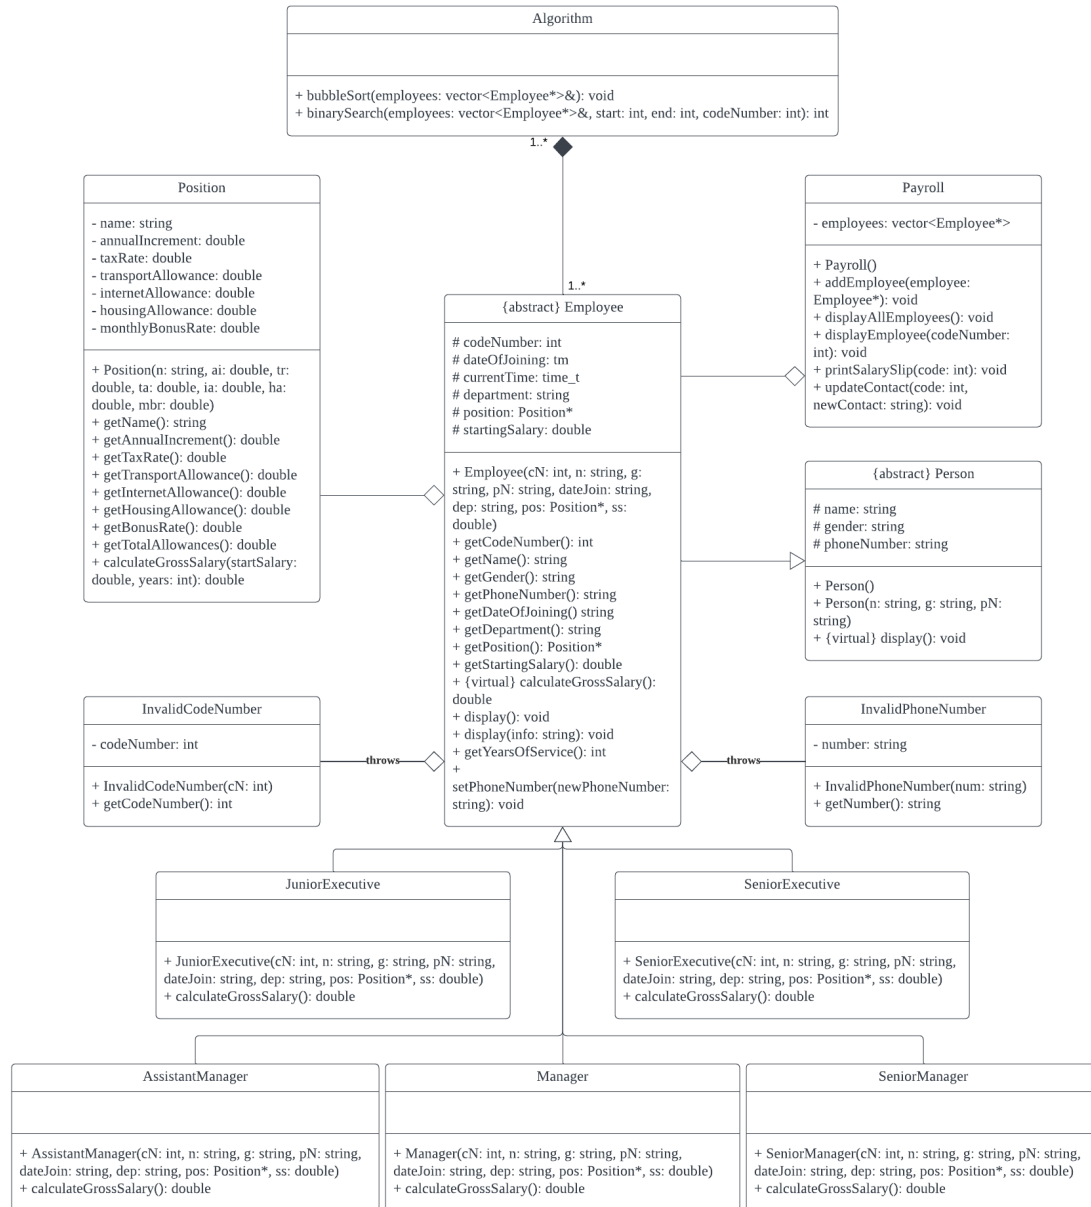 Algorithm
+ bubbleSort(employees: vector<Employee*>&): void
+ binarySearch(employees: vector<Employee*>&, start: int, end: int, codeNumber: int): int
1..*
1..*
Position
- name: string
- annualIncrement: double
- taxRate: double
- transportAllowance: double
- internetAllowance: double
- housingAllowance: double
- monthlyBonusRate: double
+ Position(n: string, ai: double, tr:
double, ta: double, ia: double, ha:
double, mbr: double)
+ getName(): string
+ getAnnualIncrement(): double
+ getTaxRate(): double
+ getTransportAllowance(): double
+ getInternetAllowance(): double
+ getHousingAllowance(): double
+ getBonusRate(): double
+ getTotalAllowances(): double
+ calculateGrossSalary(startSalary:
double, years: int): double
{abstract} Employee
# codeNumber: int
# dateOfJoining: tm
# currentTime: time_t
# department: string
# position: Position*
# startingSalary: double
+ Employee(cN: int, n: string, g:
string, pN: string, dateJoin: string,
dep: string, pos: Position*, ss:
double)
+ getCodeNumber(): int
+ getName(): string
+ getGender(): string
+ getPhoneNumber(): string
+ getDateOfJoining() string
+ getDepartment(): string
+ getPosition(): Position*
+ getStartingSalary(): double
+ {virtual} calculateGrossSalary():
double
+ display(): void
+ display(info: string): void
+ getYearsOfService(): int
+
setPhoneNumber(newPhoneNumber:
string): void
Payroll
- employees: vector<Employee*>
+ Payroll()
+ addEmployee(employee:
Employee*): void
+ displayAllEmployees(): void
+ displayEmployee(codeNumber:
int): void
+ printSalarySlip(code: int): void
+ updateContact(code: int,
newContact: string): void
{abstract} Person
# name: string
# gender: string
# phoneNumber: string
+ Person()
+ Person(n: string, g: string, pN:
string)
+ {virtual} display(): void
InvalidCodeNumber
- codeNumber: int
+ InvalidCodeNumber(cN: int)
+ getCodeNumber(): int
throws
throws
InvalidPhoneNumber
- number: string
+ InvalidPhoneNumber(num: string)
+ getNumber(): string
JuniorExecutive
+ JuniorExecutive(cN: int, n: string, g: string, pN: string,
dateJoin: string, dep: string, pos: Position*, ss: double)
+ calculateGrossSalary(): double
SeniorExecutive
+ SeniorExecutive(cN: int, n: string, g: string, pN: string,
dateJoin: string, dep: string, pos: Position*, ss: double)
+ calculateGrossSalary(): double
AssistantManager
+ AssistantManager(cN: int, n: string, g: string, pN: string,
dateJoin: string, dep: string, pos: Position*, ss: double)
+ calculateGrossSalary(): double
Manager
+ Manager(cN: int, n: string, g: string, pN: string,
dateJoin: string, dep: string, pos: Position*, ss: double)
+ calculateGrossSalary(): double
SeniorManager
+ SeniorManager(cN: int, n: string, g: string, pN: string,
dateJoin: string, dep: string, pos: Position*, ss: double)
+ calculateGrossSalary(): double